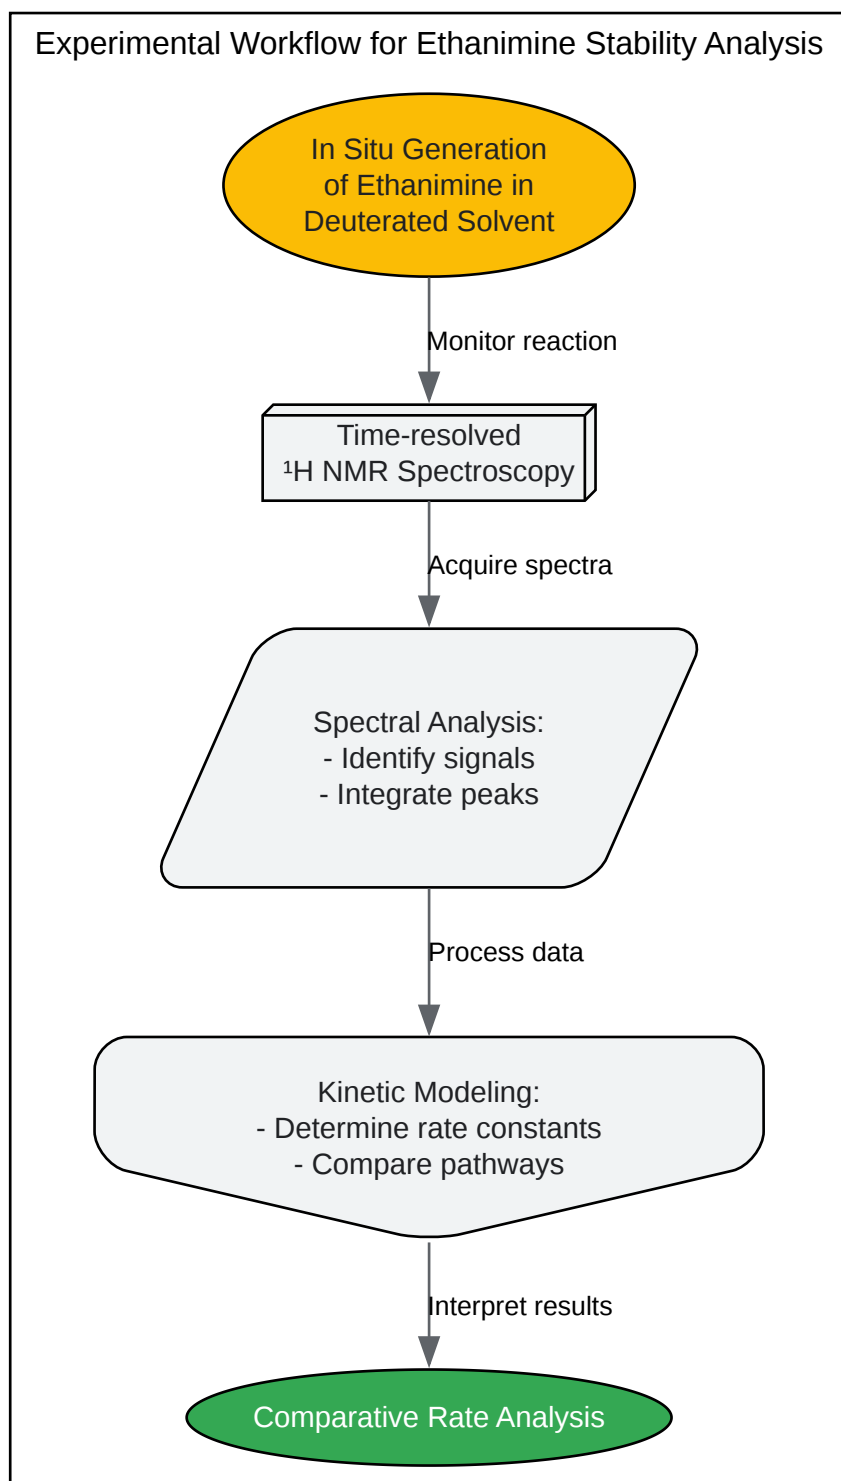 Experimental Workflow for Ethanimine Stability Analysis
In Situ Generation
of Ethanimine in
Deuterated Solvent
Monitor reaction
Time-resolved
¹H NMR Spectroscopy
Acquire spectra
Spectral Analysis:
- Identify signals
- Integrate peaks
Process data
Kinetic Modeling:
- Determine rate constants
- Compare pathways
Interpret results
Comparative Rate Analysis